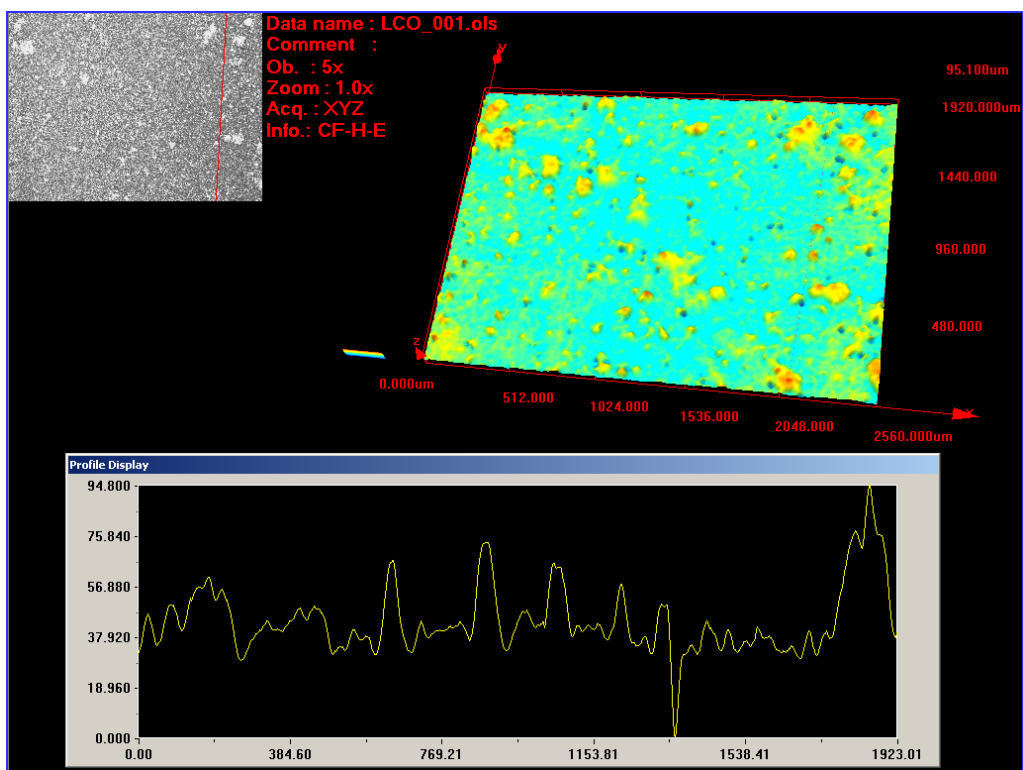 Data name : LCO_001.ols
Comment :
Ob. : 5x
Zoom : 1.0x
Acq. : XYZ
Info.: CF-H-E
Y
95.100um
1920.000um
1440.000
960.000
480.000
Z
0.000um
512.000
1024.000
1536.000
2048.000
2560.000um
X
Profile Display
94.800
75.840
56.880
37.920
18.960
0.000
0.00 384.60 769.21 1153.81 1538.41 1923.01